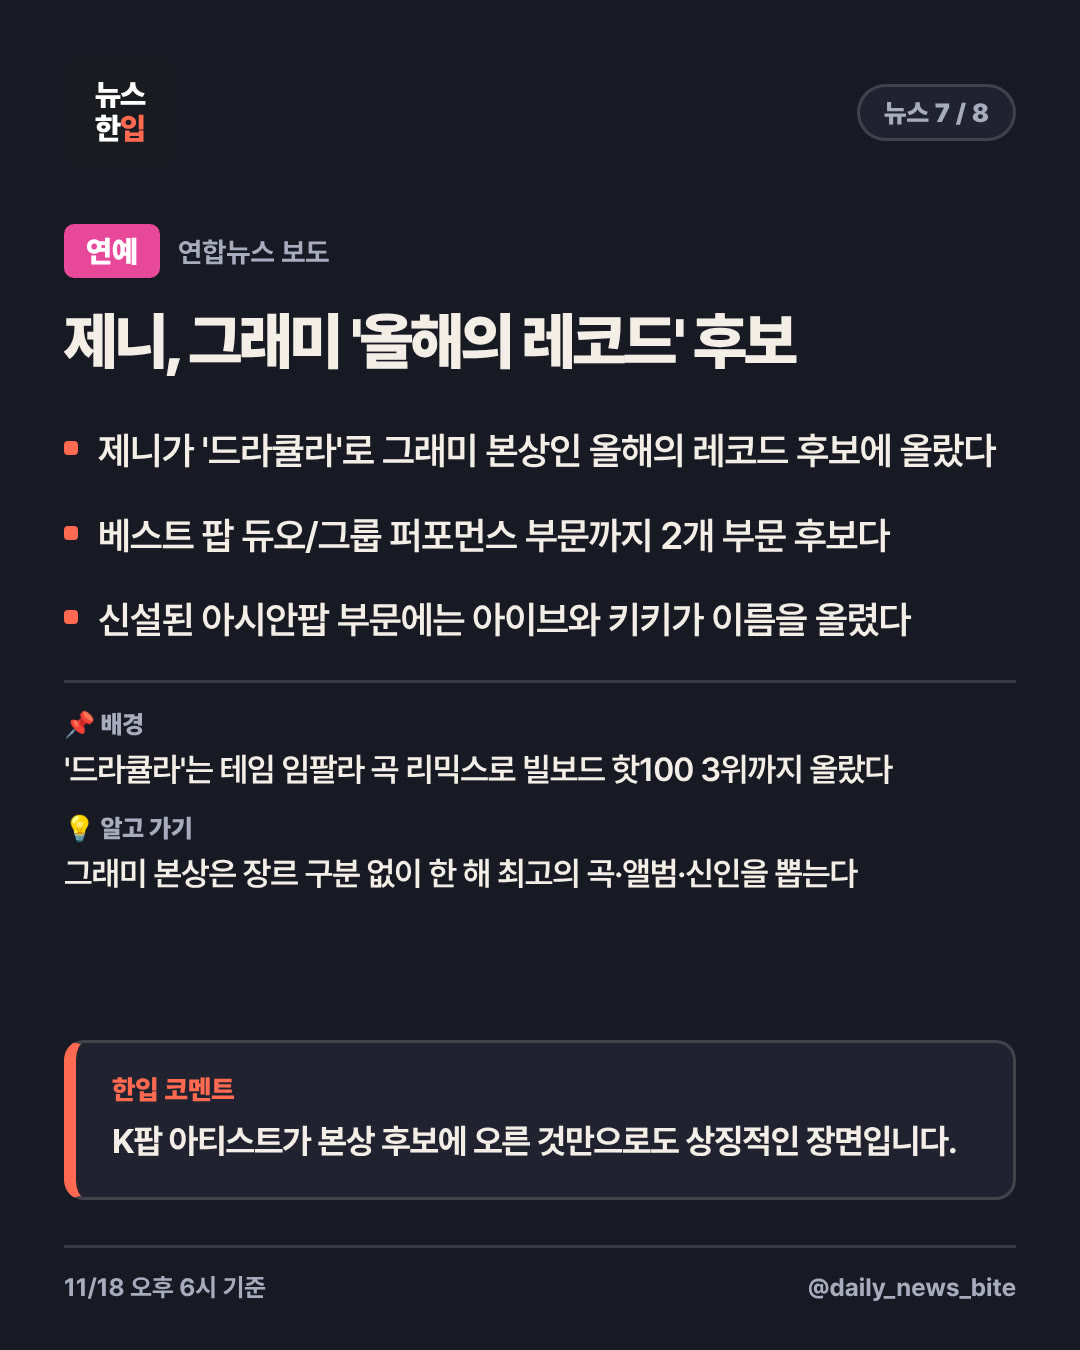 뉴스
한입
뉴스 7 / 8
연예 연합뉴스 보도
제니, 그래미 '올해의 레코드' 후보
제니가 '드라큘라'로 그래미 본상인 올해의 레코드 후보에 올랐다
베스트 팝 듀오/그룹 퍼포먼스 부문까지 2개 부문 후보다
신설된 아시안팝 부문에는 아이브와 키키가 이름을 올렸다
📌 배경
'드라큘라'는 테임 임팔라 곡 리믹스로 빌보드 핫100 3위까지 올랐다
💡 알고 가기
그래미 본상은 장르 구분 없이 한 해 최고의 곡·앨범·신인을 뽑는다
한입 코멘트
K팝 아티스트가 본상 후보에 오른 것만으로도 상징적인 장면입니다.
11/18 오후 6시 기준
@daily_news_bite